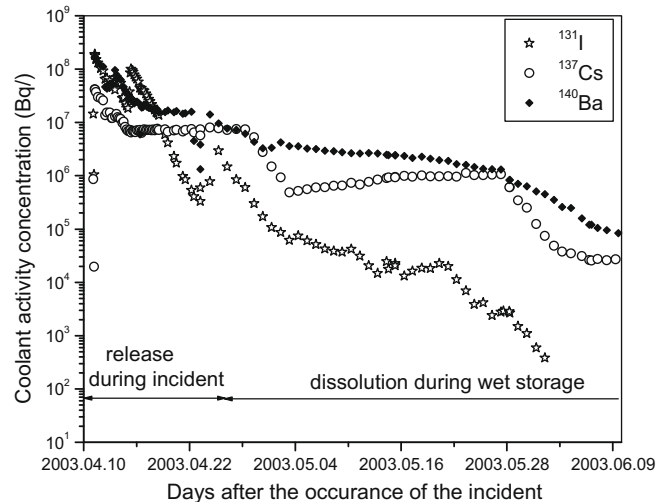 10⁹
10⁸
10⁷
10⁶
10⁵
10⁴
10³
10²
10¹
Coolant activity concentration (Bq/)
¹³¹I
¹³⁷Cs
¹⁴⁰Ba
release
during incident
dissolution during wet storage
2003.04.10 2003.04.22 2003.05.04 2003.05.16 2003.05.28 2003.06.09
Days after the occurance of the incident